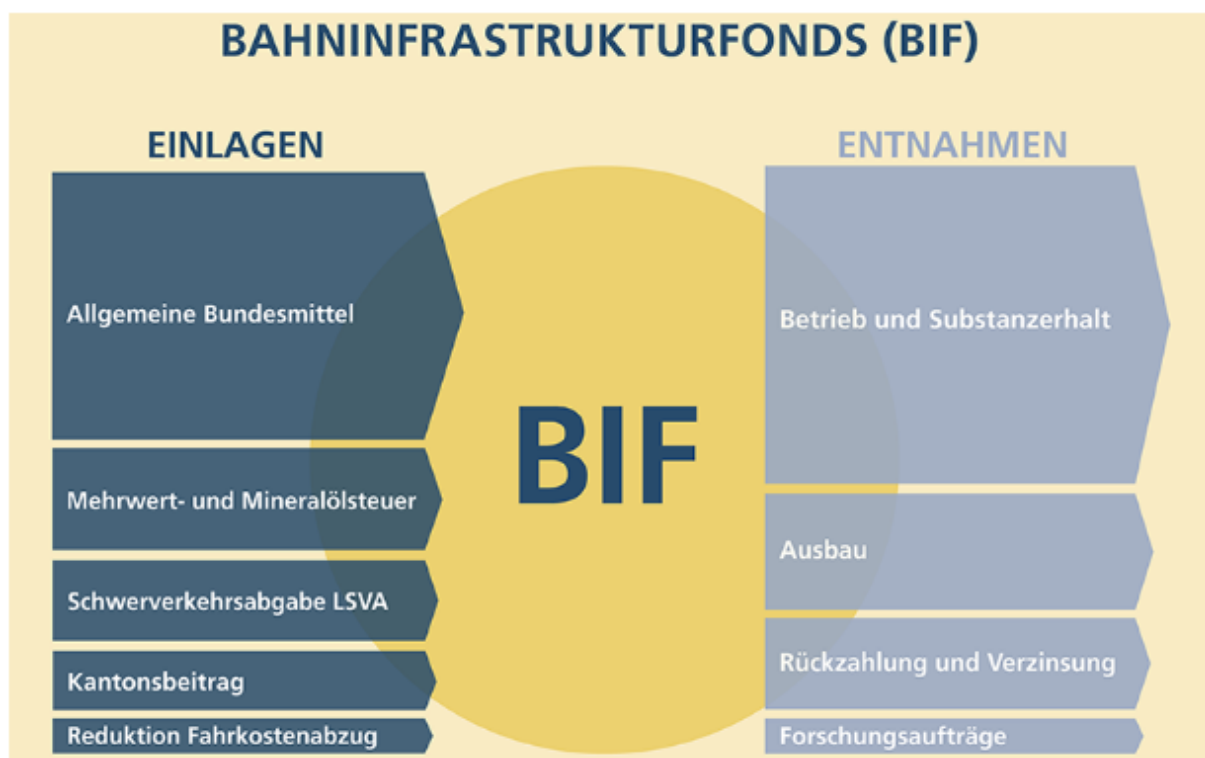 BAHNINFRASTRUKTURFONDS (BIF)
EINLAGEN
Allgemeine Bundesmittel
Mehrwert- und Mineralölsteuer
Schwerverkehrsabgabe LSVA
Kantonsbeitrag
Reduktion Fahrkostenabzug
BIF
ENTNAHMEN
Betrieb und Substanzerhalt
Ausbau
Rückzahlung und Verzinsung
Forschungsaufträge